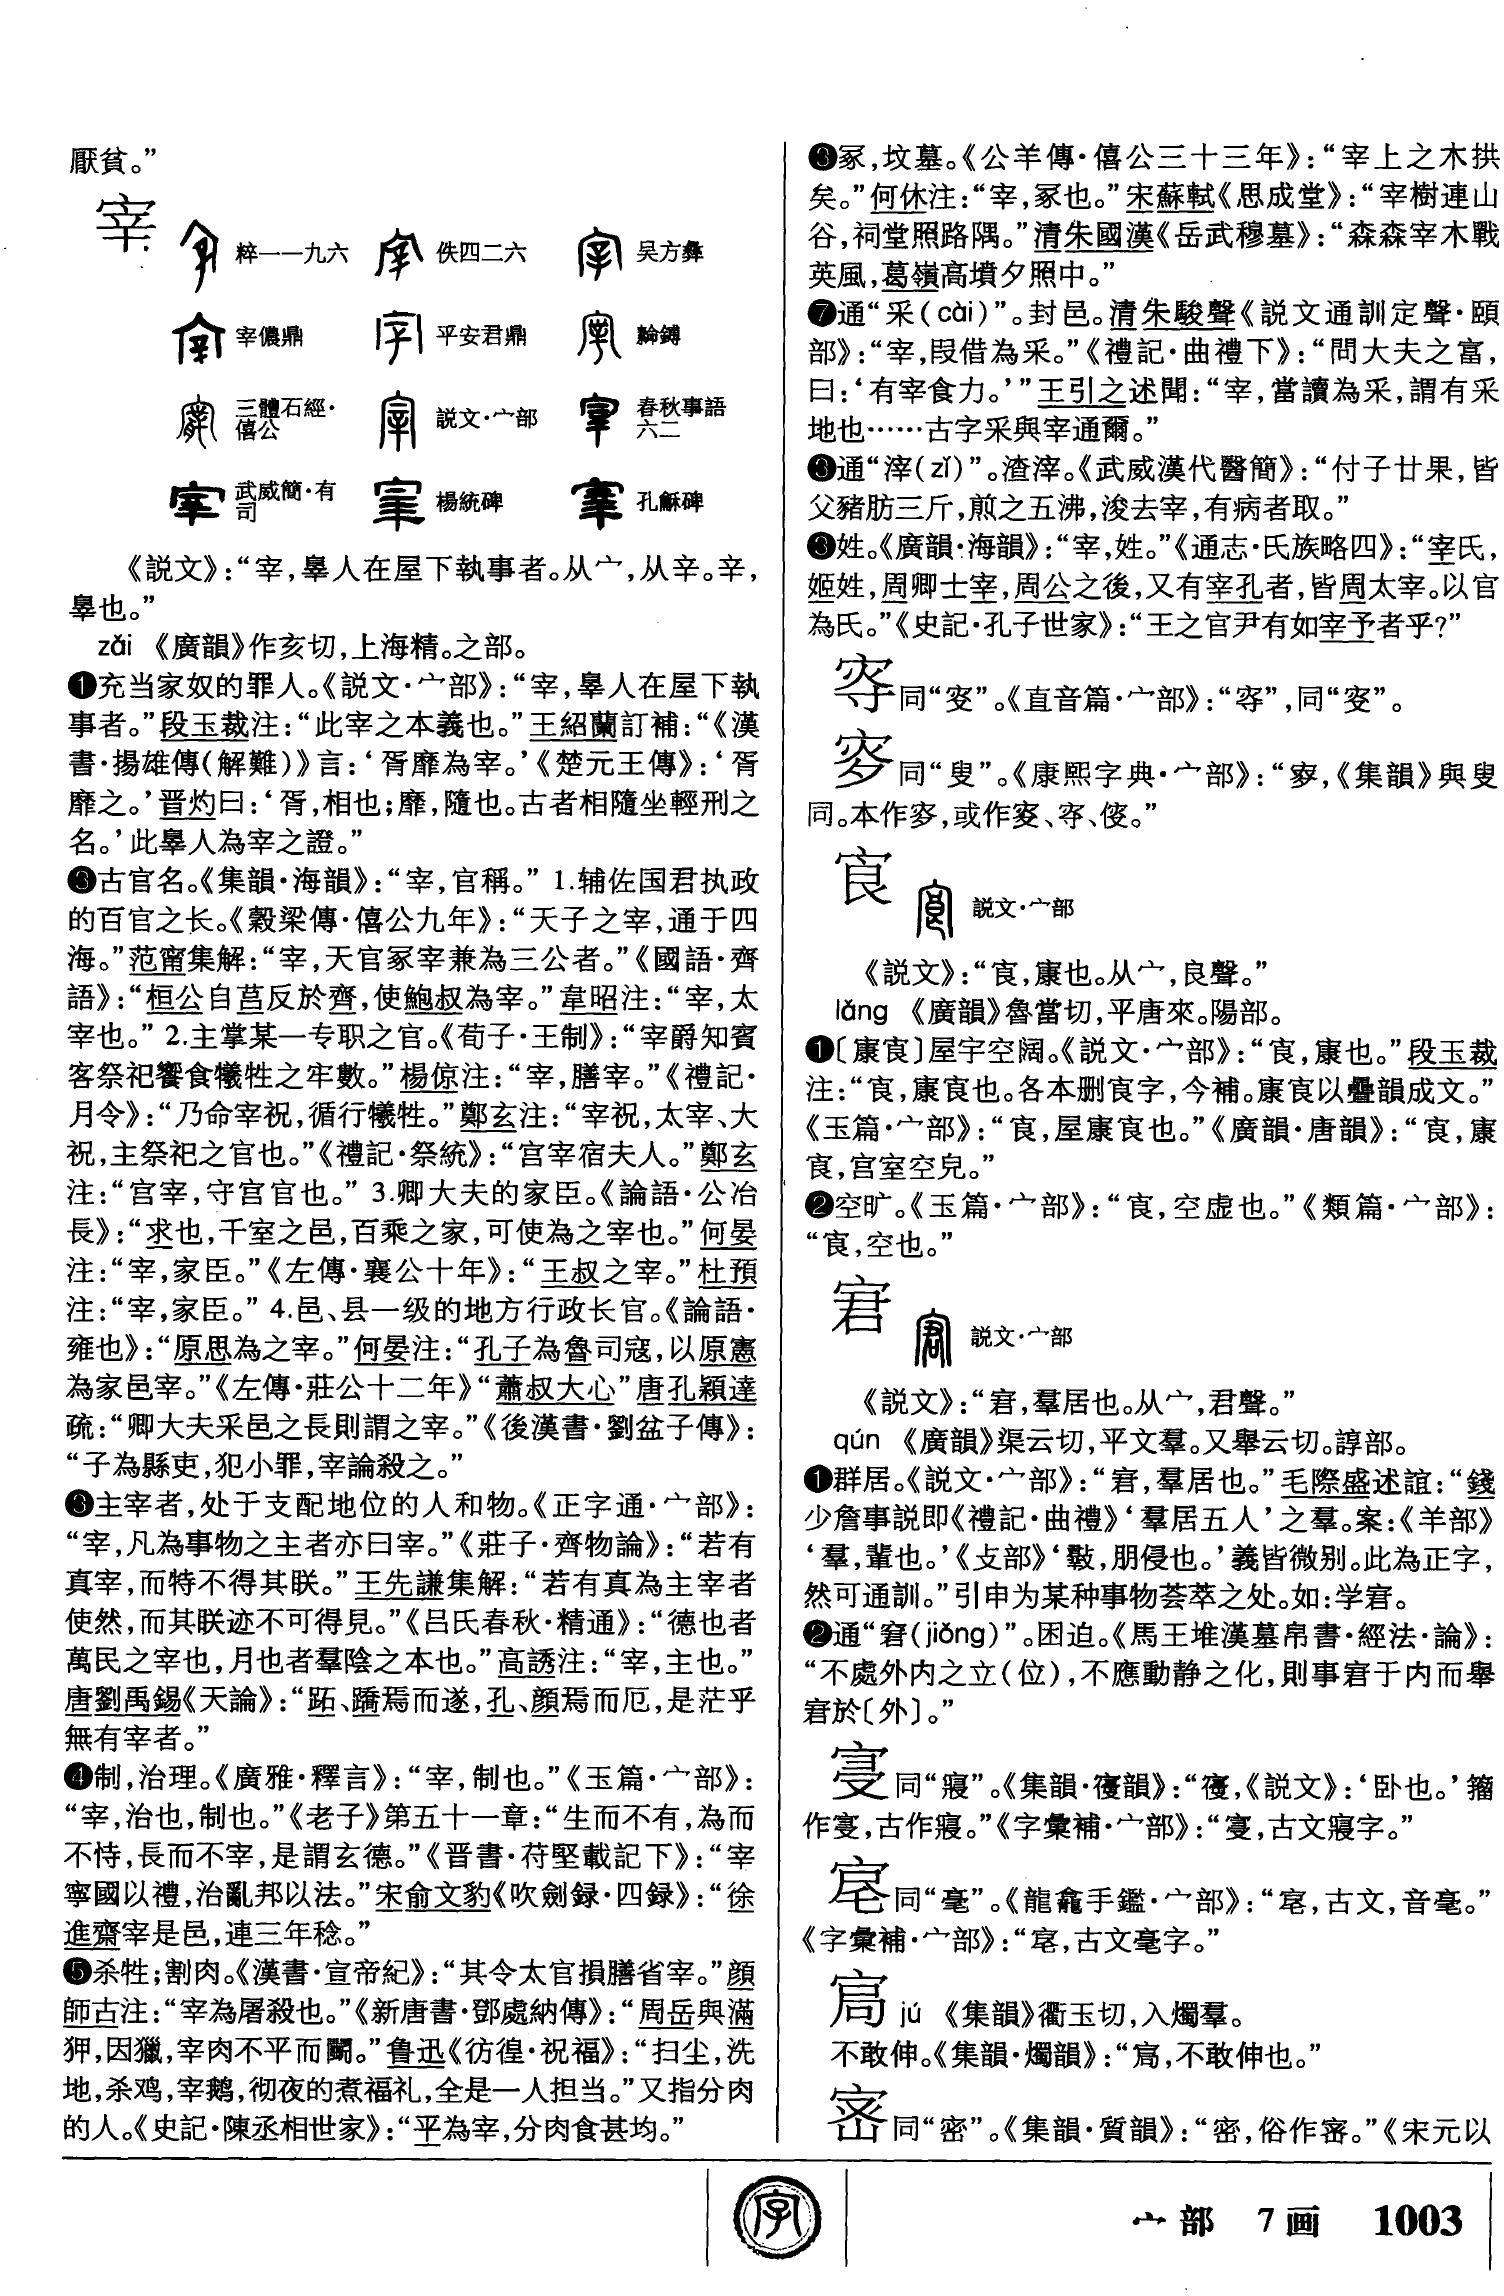 厭貧。”
宰
粹一一九六 佚四二六 吴方彝
宰儂鼎 平安君鼎 䋣鎛
三體石經·僖公 説文·宀部 春秋事語六二
武威簡·有司 楊統碑 孔龢碑
《説文》：“宰，辠人在屋下執事者。从宀，从辛。辛，
辠也。”
zǎi 《廣韻》作亥切，上海精。之部。
❶充当家奴的罪人。《説文·宀部》：“宰，辠人在屋下執
事者。”段玉裁注：“此宰之本義也。”王紹蘭訂補：“《漢
書·揚雄傳（解難）》言：‘胥靡為宰。’《楚元王傳》：‘胥
靡之。’晋灼曰：‘胥，相也；靡，隨也。古者相隨坐輕刑之
名。’此辠人為宰之證。”
❷古官名。《集韻·海韻》：“宰，官稱。” 1.辅佐国君执政
的百官之长。《穀梁傳·僖公九年》：“天子之宰，通于四
海。”范甯集解：“宰，天官冢宰兼為三公者。”《國語·齊
語》：“桓公自莒反於齊，使鮑叔為宰。”韋昭注：“宰，太
宰也。” 2.主掌某一专职之官。《荀子·王制》：“宰爵知賓
客祭祀饗食犧牲之牢數。”楊倞注：“宰，膳宰。”《禮記·
月令》：“乃命宰祝，循行犧牲。”鄭玄注：“宰祝，太宰、大
祝，主祭祀之官也。”《禮記·祭統》：“宫宰宿夫人。”鄭玄
注：“宫宰，守宫官也。” 3.卿大夫的家臣。《論語·公冶
長》：“求也，千室之邑，百乘之家，可使為之宰也。”何晏
注：“宰，家臣。”《左傳·襄公十年》：“王叔之宰。”杜預
注：“宰，家臣。” 4.邑、县一级的地方行政长官。《論語·
雍也》：“原思為之宰。”何晏注：“孔子為魯司寇，以原憲
為家邑宰。”《左傳·莊公十二年》“蕭叔大心”唐孔穎達
疏：“卿大夫采邑之長則謂之宰。”《後漢書·劉盆子傳》：
“子為縣吏，犯小罪，宰論殺之。”
❸主宰者，处于支配地位的人和物。《正字通·宀部》：
“宰，凡為事物之主者亦曰宰。”《莊子·齊物論》：“若有
真宰，而特不得其眹。”王先謙集解：“若有真為主宰者
使然，而其眹迹不可得見。”《吕氏春秋·精通》：“德也者
萬民之宰也，月也者羣陰之本也。”高誘注：“宰，主也。”
唐劉禹錫《天論》：“跖、蹻焉而遂，孔、顔焉而厄，是茫乎
無有宰者。”
❹制，治理。《廣雅·釋言》：“宰，制也。”《玉篇·宀部》：
“宰，治也，制也。”《老子》第五十一章：“生而不有，為而
不恃，長而不宰，是謂玄德。”《晋書·苻堅載記下》：“宰
寧國以禮，治亂邦以法。”宋俞文豹《吹劍録·四録》：“徐
進齋宰是邑，連三年稔。”
❺杀牲；割肉。《漢書·宣帝紀》：“其令太官損膳省宰。”顔
師古注：“宰為屠殺也。”《新唐書·鄧處納傳》：“周岳與滿
狎，因獵，宰肉不平而鬭。”鲁迅《彷徨·祝福》：“扫尘，洗
地，杀鸡，宰鹅，彻夜的煮福礼，全是一人担当。”又指分肉
的人。《史記·陳丞相世家》：“平為宰，分肉食甚均。”
❻冢，坟墓。《公羊傳·僖公三十三年》：“宰上之木拱
矣。”何休注：“宰，冢也。”宋蘇軾《思成堂》：“宰樹連山
谷，祠堂照路隅。”清朱國漢《岳武穆墓》：“森森宰木戰
英風，葛嶺高墳夕照中。”
❼通“采（cài）”。封邑。清朱駿聲《説文通訓定聲·頤
部》：“宰，叚借為采。”《禮記·曲禮下》：“問大夫之富，
曰：‘有宰食力。’”王引之述聞：“宰，當讀為采，謂有采
地也……古字采與宰通爾。”
❽通“滓（zǐ）”。渣滓。《武威漢代醫簡》：“付子廿果，皆
父豬肪三斤，煎之五沸，浚去宰，有病者取。”
❾姓。《廣韻·海韻》：“宰，姓。”《通志·氏族略四》：“宰氏，
姬姓，周卿士宰，周公之後，又有宰孔者，皆周太宰。以官
為氏。”《史記·孔子世家》：“王之官尹有如宰予者乎？”
同“㝊”。《直音篇·宀部》：
同“叟”。《康熙字典·宀部》：“㝊，《集韻》與叟
同。
㝗
説文·宀部
《説文》：“㝗，康也。从宀，良聲。”
lǎng 《廣韻》魯當切，平唐來。陽部。
❶〔㝩㝗〕屋宇空阔。《説文·宀部》：“㝗，㝩也。”段玉裁
注：“㝗，㝩㝗也。各本删㝗字，今補。㝩㝗以疊韻成文。”
《玉篇·宀部》：“㝗，屋㝩㝗也。”《廣韻·唐韻》：“㝗，㝩
㝗，宫室空皃。”
❷空旷。《玉篇·宀部》：“㝗，空虚也。”《類篇·宀部》：
“㝗，空也。”
宭
説文·宀部
《説文》：“宭，羣居也。从宀，君聲。”
qún 《廣韻》渠云切，平文羣。又舉云切。諄部。
❶群居。《説文·宀部》：“宭，羣居也。”毛際盛述誼：“錢
少詹事説即《禮記·曲禮》‘羣居五人’之羣。案：《羊部》
‘羣，輩也。’《攴部》‘㪊，朋侵也。’義皆微别。此為正字，
然可通訓。”引申为某种事物荟萃之处。如：学宭。
❷通“窘（jiǒng）”。困迫。《馬王堆漢墓帛書·經法·論》：
“不處外内之立（位），不應動静之化，則事宭于内而舉
宭於〔外〕。”
同“寢”。《集韻·
《説文》：‘卧也。’籀
古作寑。”《字彙補·宀部》：
古文寢字。”
同“毫”。《龍龕手鑑·宀部》：
古文，音毫。”
《字彙補·宀部》：
古文毫字。”
jú 《集韻》衢玉切，入燭羣。
不敢伸。《集韻·燭韻》：
不敢伸也。”
同“密”。《集韻·質韻》：“密，俗作
《宋元以
宀部 7画 1003